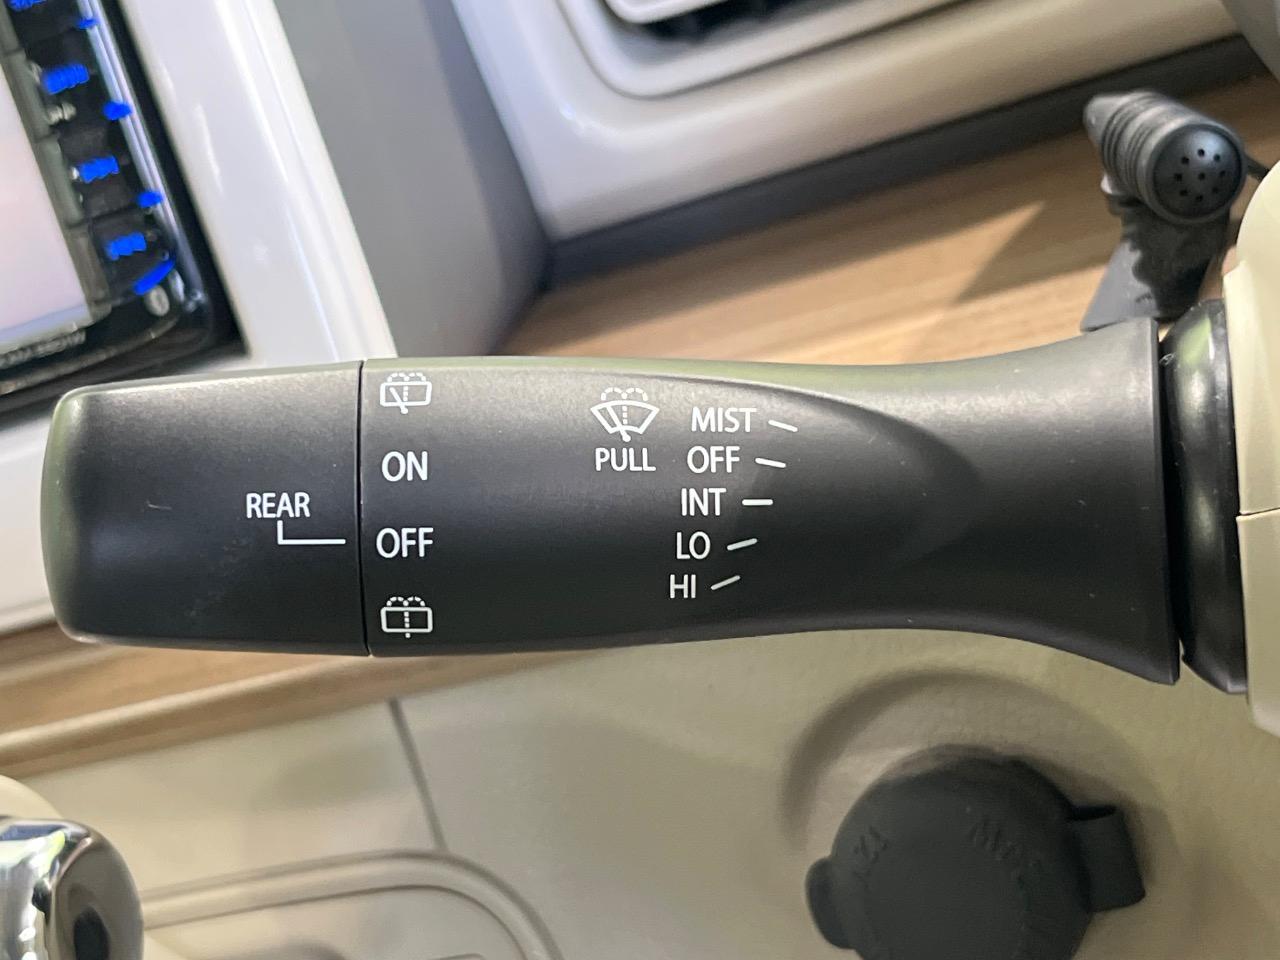 REAR
ON
OFF
PULL
MIST
OFF
INT
LO
HI